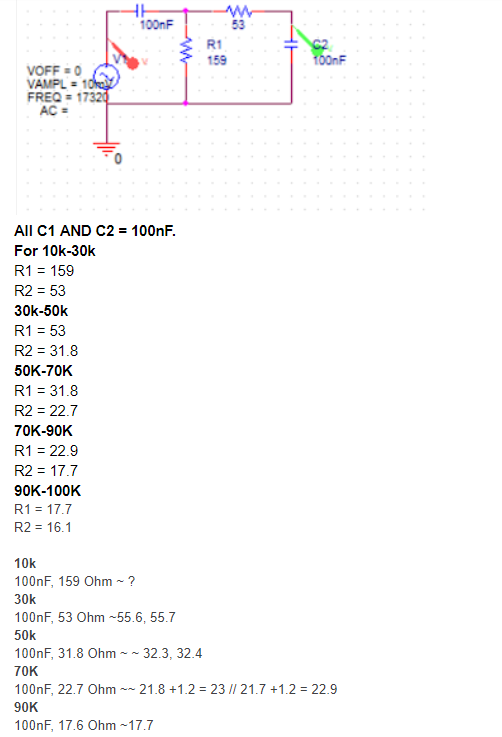 100nF
53
R1
159
C2
100nF
V1
V
VOFF = 0
VAMPL = 10mV
FREQ = 17320
AC =
0
All C1 AND C2 = 100nF.
For 10k-30k
R1 = 159
R2 = 53
30k-50k
R1 = 53
R2 = 31.8
50K-70K
R1 = 31.8
R2 = 22.7
70K-90K
R1 = 22.9
R2 = 17.7
90K-100K
R1 = 17.7
R2 = 16.1
10k
100nF, 159 Ohm ~ ?
30k
100nF, 53 Ohm ~55.6, 55.7
50k
100nF, 31.8 Ohm ~ ~ 32.3, 32.4
70K
100nF, 22.7 Ohm ~~ 21.8 +1.2 = 23 // 21.7 +1.2 = 22.9
90K
100nF, 17.6 Ohm ~17.7